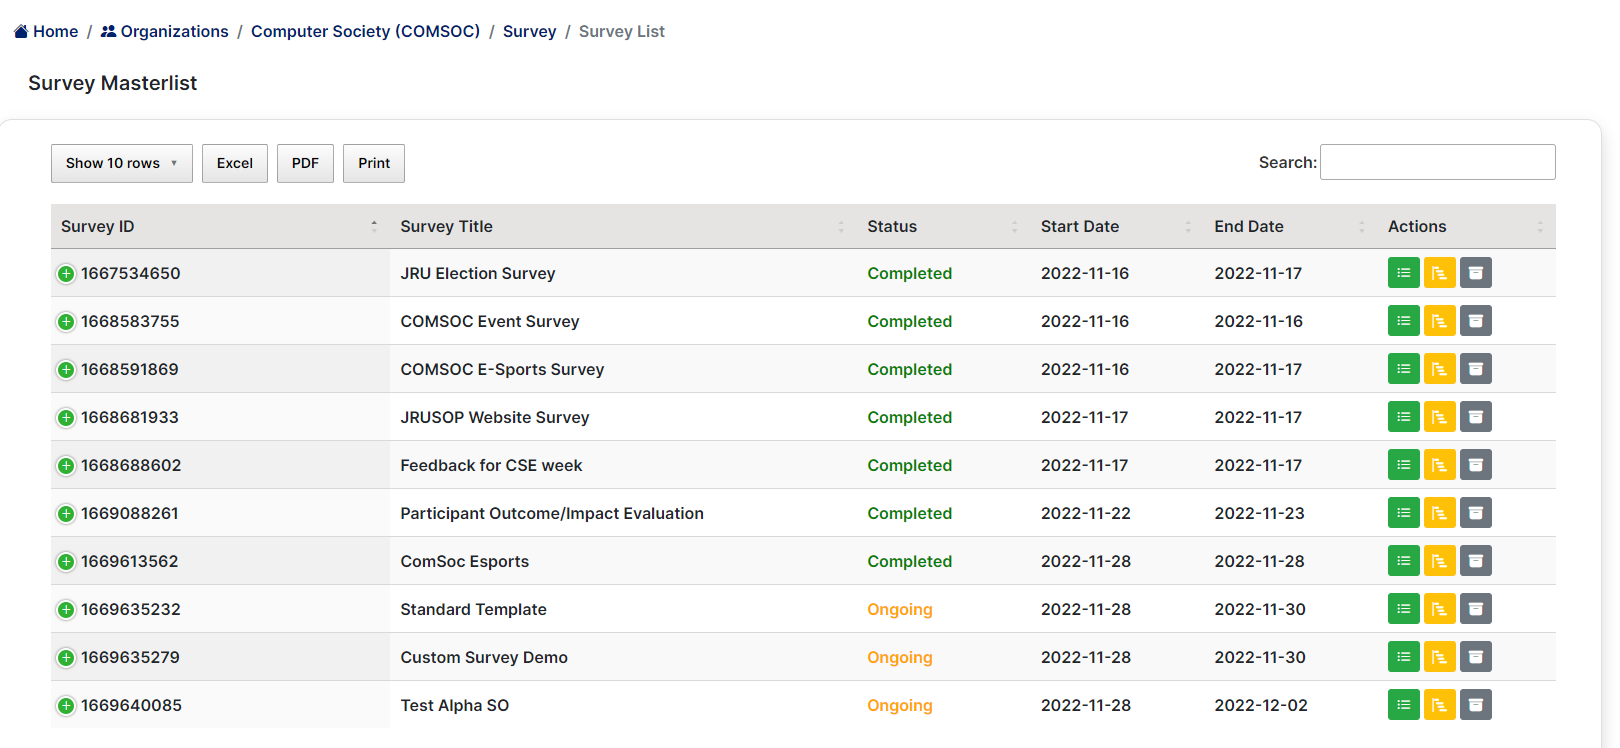 Home / Organizations / Computer Society (COMSOC) / Survey / Survey List
Survey Masterlist
Show 10 rows Excel PDF Print Search:
Survey ID Survey Title Status Start Date End Date Actions
1667534650 JRU Election Survey Completed 2022-11-16 2022-11-17
1668583755 COMSOC Event Survey Completed 2022-11-16 2022-11-16
1668591869 COMSOC E-Sports Survey Completed 2022-11-16 2022-11-17
1668681933 JRUSOP Website Survey Completed 2022-11-17 2022-11-17
1668688602 Feedback for CSE week Completed 2022-11-17 2022-11-17
1669088261 Participant Outcome/Impact Evaluation Completed 2022-11-22 2022-11-23
1669613562 ComSoc Esports Completed 2022-11-28 2022-11-28
1669635232 Standard Template Ongoing 2022-11-28 2022-11-30
1669635279 Custom Survey Demo Ongoing 2022-11-28 2022-11-30
1669640085 Test Alpha SO Ongoing 2022-11-28 2022-12-02